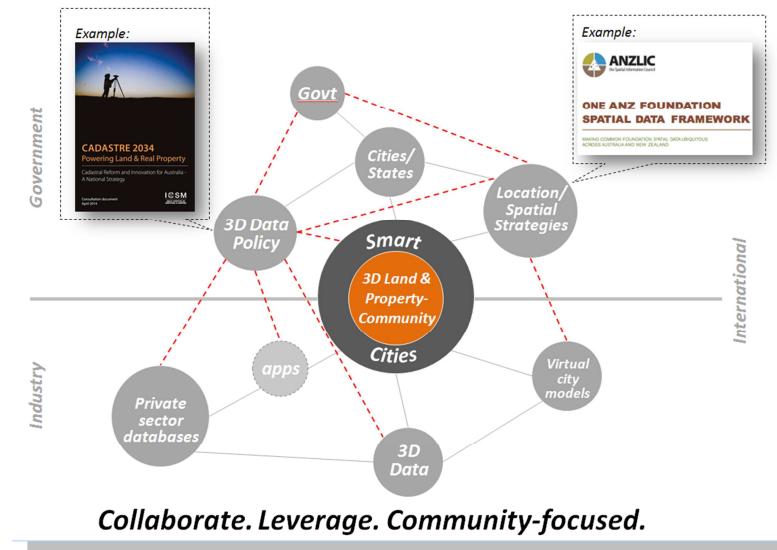 Example:
CADASTRE 2034
Powering Land & Real Property
Cadastral Reform and Innovation for Australia -
A National Strategy
Consultation document
April 2014
ICSM
Example:
ANZLIC
the Spatial Information Council
ONE ANZ FOUNDATION
SPATIAL DATA FRAMEWORK
MAKING COMMON FOUNDATION SPATIAL DATA UBIQUITOUS
ACROSS AUSTRALIA AND NEW ZEALAND
Government
Govt
Cities/
States
Location/
Spatial
Strategies
3D Data
Policy
Smart
3D Land &
Property-
Community
Cities
International
Industry
apps
Private
sector
databases
Virtual
city
models
3D
Data
Collaborate. Leverage. Community-focused.